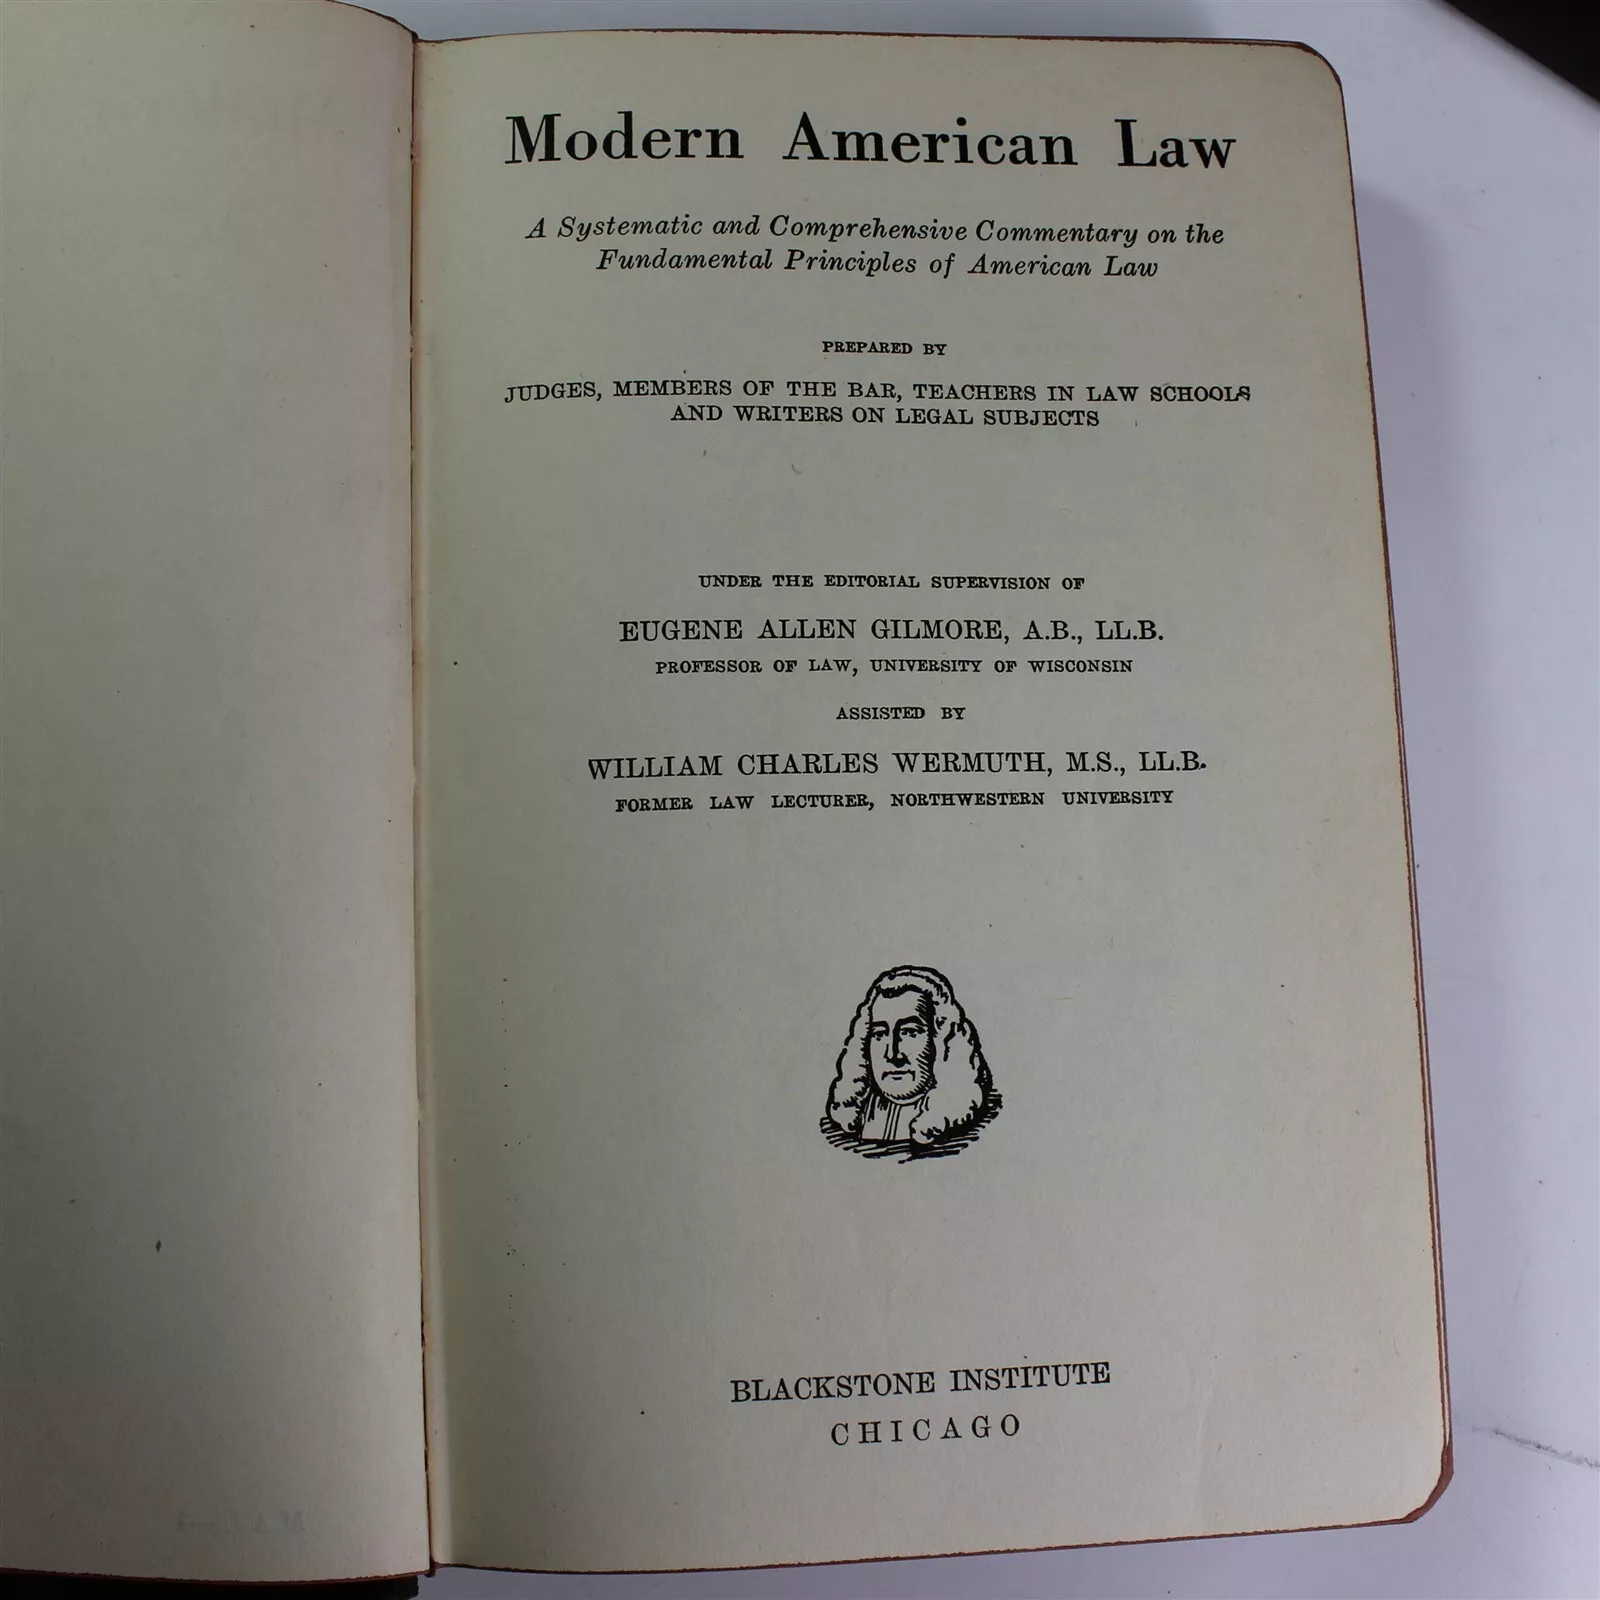 Modern American Law
A Systematic and Comprehensive Commentary on the
Fundamental Principles of American Law
PREPARED BY
JUDGES, MEMBERS OF THE BAR, TEACHERS IN LAW SCHOOLS
AND WRITERS ON LEGAL SUBJECTS
UNDER THE EDITORIAL SUPERVISION OF
EUGENE ALLEN GILMORE, A.B., LL.B.
PROFESSOR OF LAW, UNIVERSITY OF WISCONSIN
ASSISTED BY
WILLIAM CHARLES WERMUTH, M.S., LL.B.
FORMER LAW LECTURER, NORTHWESTERN UNIVERSITY
BLACKSTONE INSTITUTE
CHICAGO